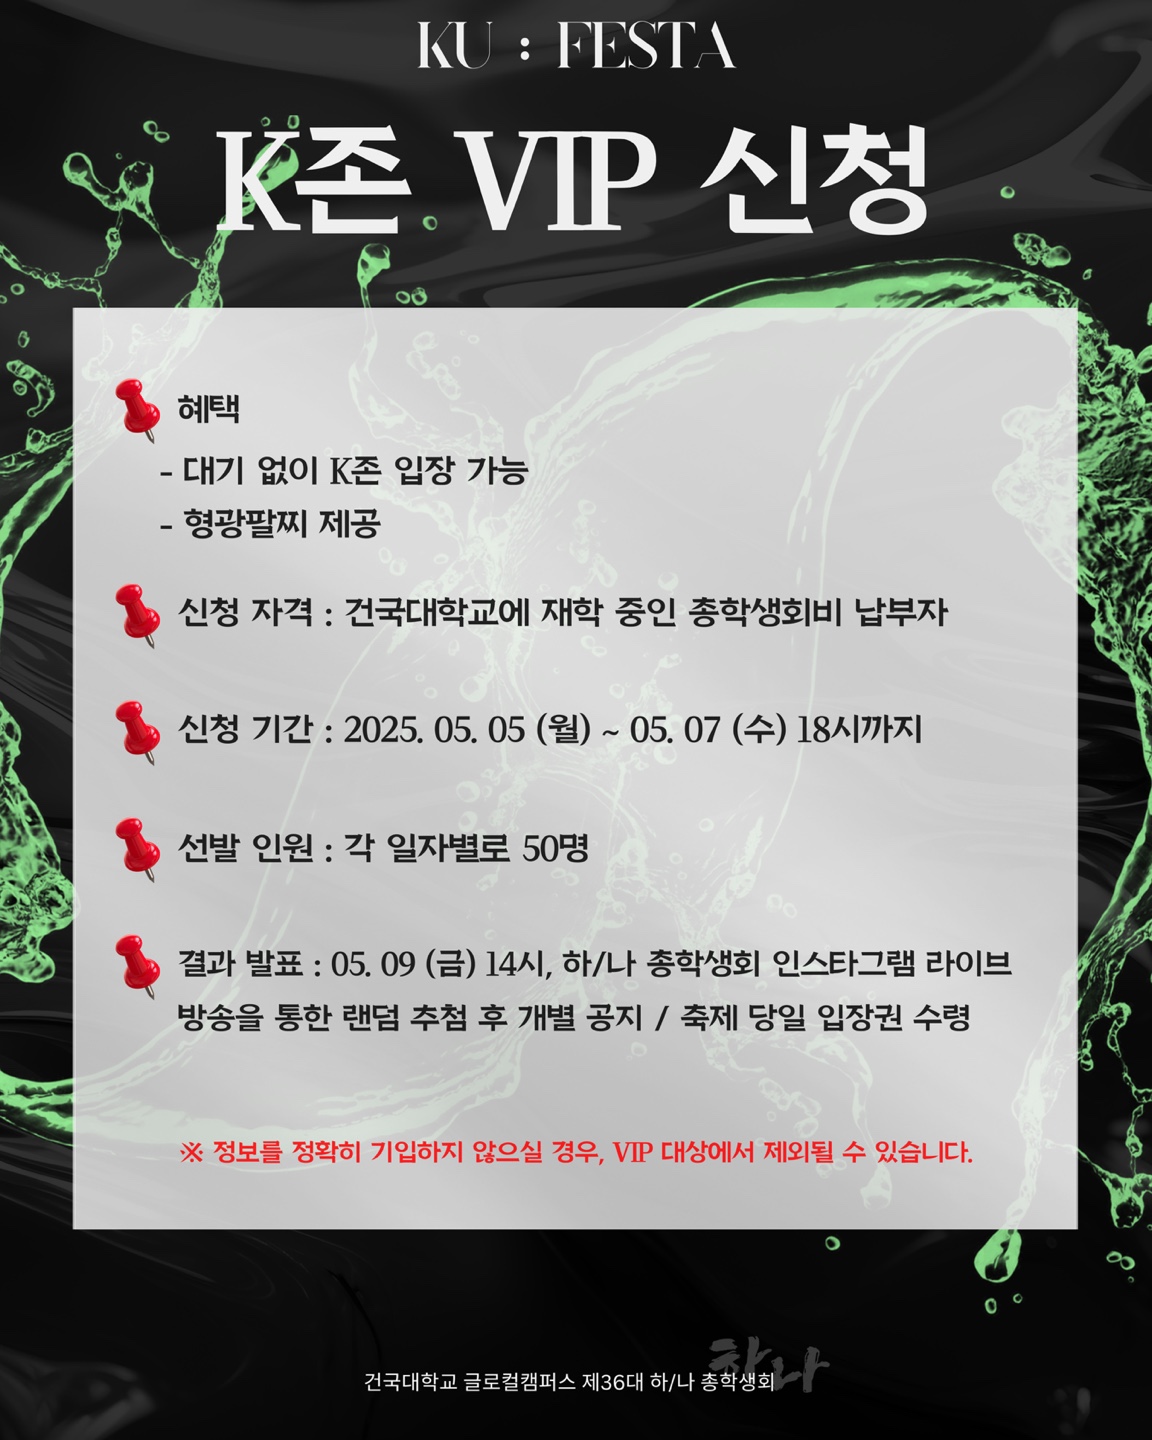 KU : FESTA
K존 VIP 신청
혜택
- 대기 없이 K존 입장 가능
- 형광팔찌 제공
신청 자격 : 건국대학교에 재학 중인 총학생회비 납부자
신청 기간 : 2025. 05. 05 (월) ~ 05. 07 (수) 18시까지
선발 인원 : 각 일자별로 50명
결과 발표 : 05. 09 (금) 14시, 하/나 총학생회 인스타그램 라이브
방송을 통한 랜덤 추첨 후 개별 공지 / 축제 당일 입장권 수령
※ 정보를 정확히 기입하지 않으실 경우, VIP 대상에서 제외될 수 있습니다.
하나
건국대학교 글로컬캠퍼스 제36대 하/나 총학생회